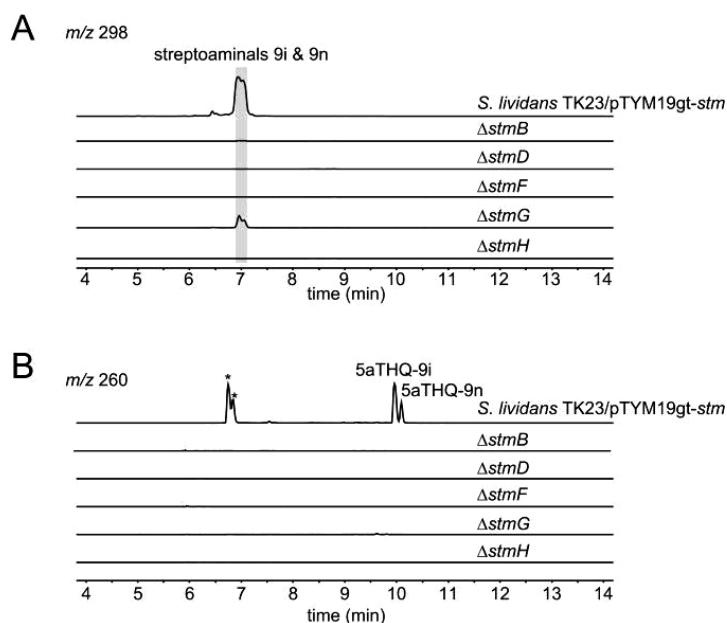 A
m/z 298
streptoaminals 9i & 9n
S. lividans TK23/pTYM19gt-stm
ΔstmB
ΔstmD
ΔstmF
ΔstmG
ΔstmH
4 5 6 7 8 9 10 11 12 13 14
time (min)
B
m/z 260
* *
5aTHQ-9i
5aTHQ-9n
S. lividans TK23/pTYM19gt-stm
ΔstmB
ΔstmD
ΔstmF
ΔstmG
ΔstmH
4 5 6 7 8 9 10 11 12 13 14
time (min)